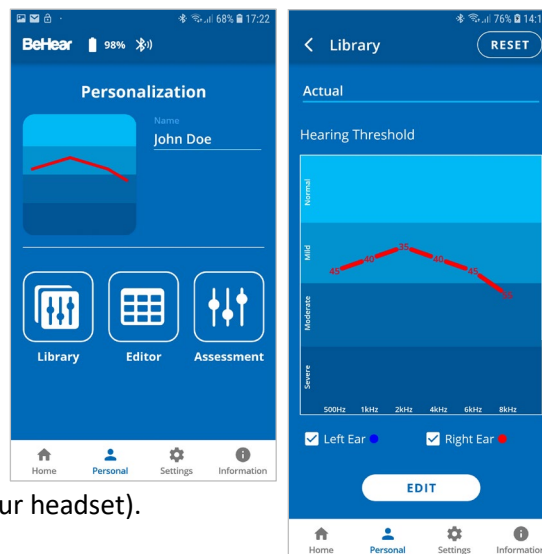 68% 17:22
BeHear 98%
Personalization
Name
John Doe
Library Editor Assessment
Home Personal Settings Information
ur headset).
76% 14:1
Library RESET
Actual
Hearing Threshold
Normal
Mild
Moderate
Severe
45 40 35 40 45 50
500Hz 1kHz 2kHz 4kHz 6kHz 8kHz
Left Ear Right Ear
EDIT
Home Personal Settings Information